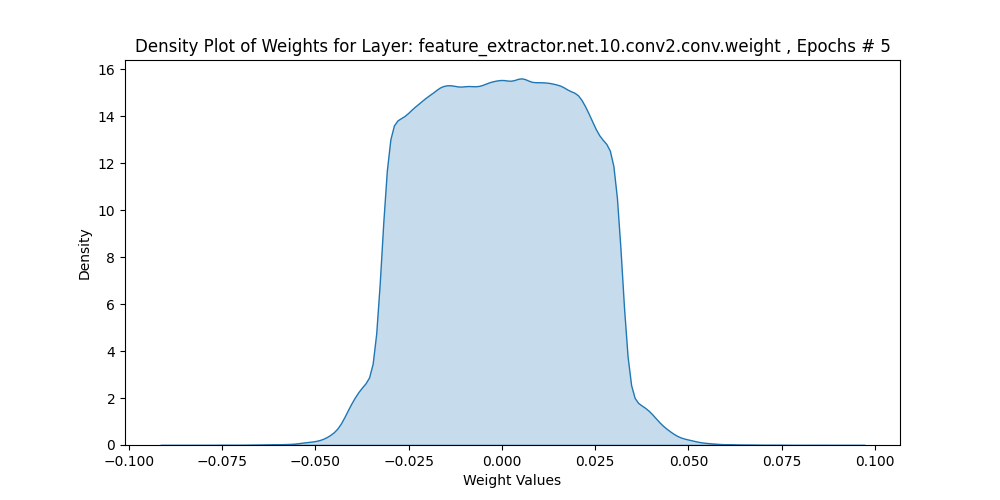 Density Plot of Weights for Layer: feature_extractor.net.10.conv2.conv.weight , Epochs # 5
16
14
12
10
8
6
4
2
0
Density
−0.100 −0.075 −0.050 −0.025 0.000 0.025 0.050 0.075 0.100
Weight Values